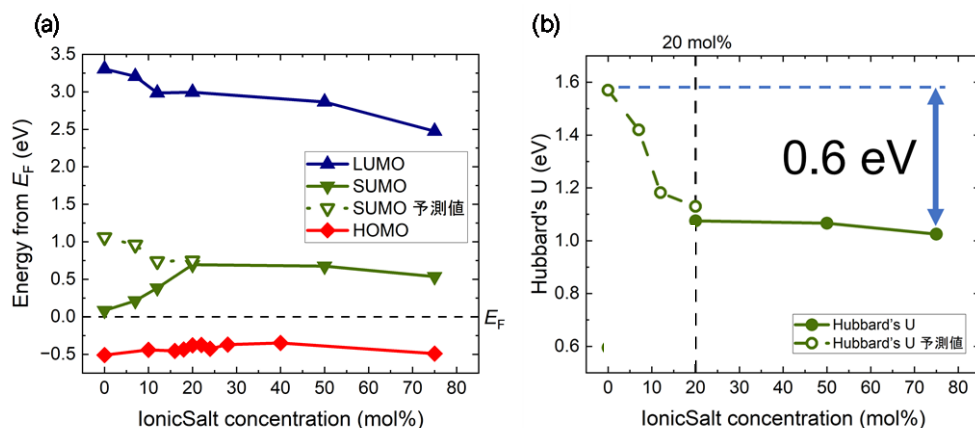 (a)
3.5
3.0
2.5
2.0
1.5
1.0
0.5
0.0
−0.5
Energy from EF (eV)
LUMO
SUMO
SUMO 予測値
HOMO
EF
0 10 20 30 40 50 60 70 80
IonicSalt concentration (mol%)
(b)
20 mol%
1.6
1.4
1.2
1.0
0.8
0.6
Hubbard's U (eV)
0.6 eV
Hubbard's U
Hubbard's U 予測値
0 10 20 30 40 50 60 70 80
IonicSalt concentration (mol%)